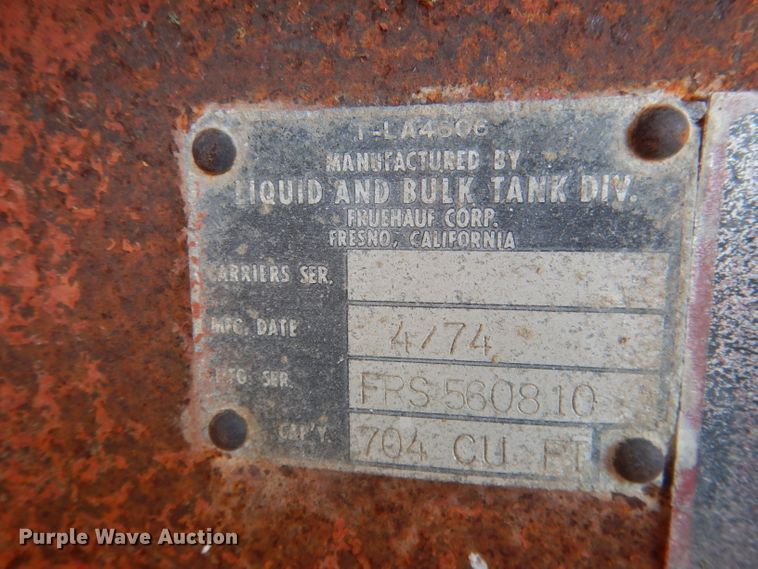 T-LA4606
MANUFACTURED BY
LIQUID AND BULK TANK DIV.
FRUEHAUF CORP.
FRESNO, CALIFORNIA
CARRIERS SER.
MFG. DATE 4/74
MFG. SER. FRS 560810
CAP'Y. 704 CU FT
Purple Wave Auction